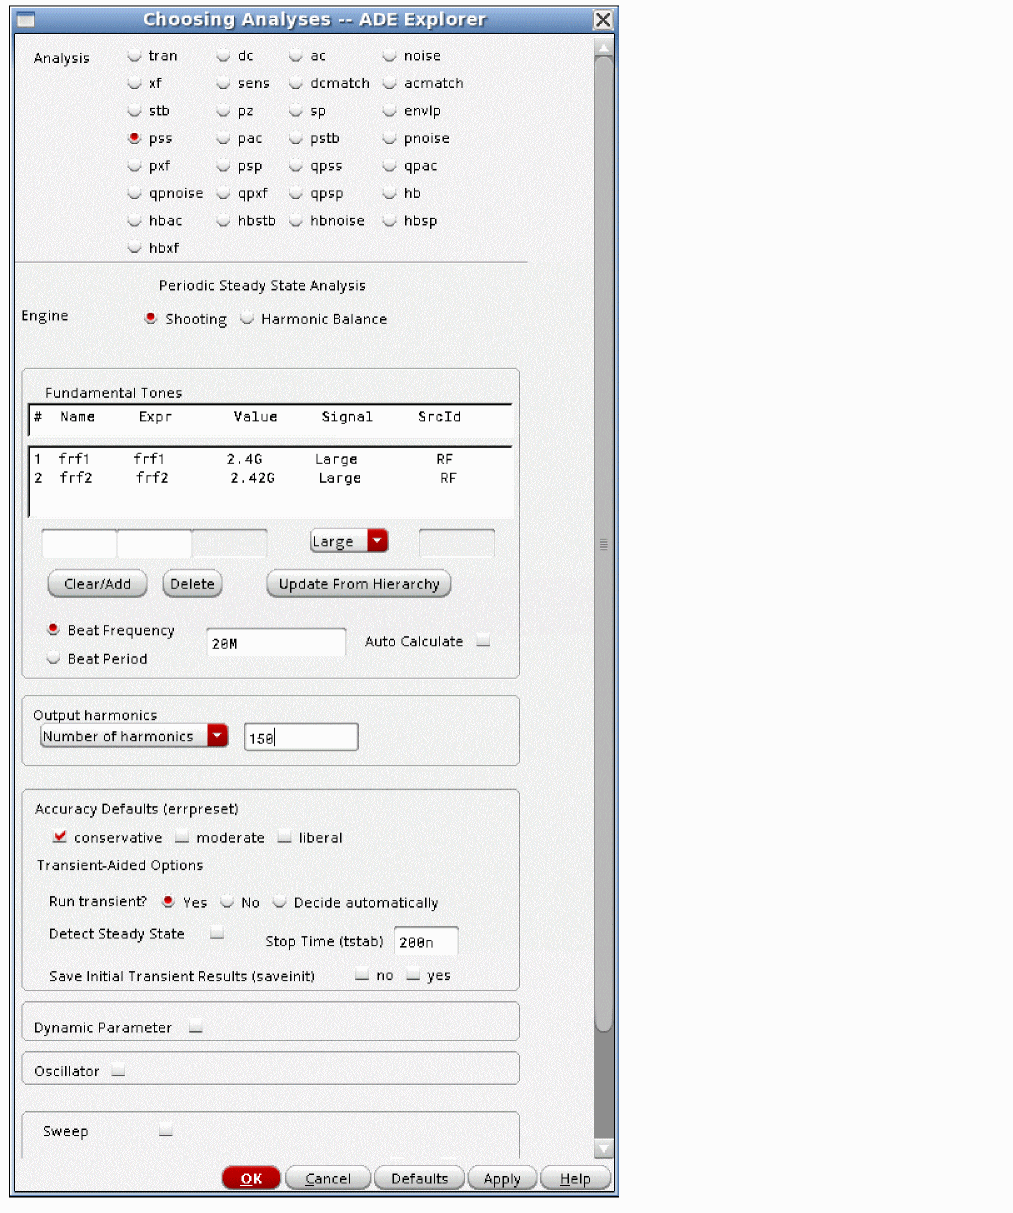 Choosing Analyses -- ADE Explorer
Analysis tran dc ac noise
xf sens dcmatch acmatch
stb pz sp envlp
pss pac pstb pnoise
pxf psp qpss qpac
qpnoise qpxf qpsp hb
hbac hbstb hbnoise hbsp
hbxf
Periodic Steady State Analysis
Engine Shooting Harmonic Balance
Fundamental Tones
# Name Expr Value Signal SrcId
1 frf1 frf1 2.4G Large RF
2 frf2 frf2 2.42G Large RF
Large
Clear/Add Delete Update From Hierarchy
Beat Frequency 20M Auto Calculate
Beat Period
Output harmonics
Number of harmonics 150
Accuracy Defaults (errpreset)
conservative moderate liberal
Transient-Aided Options
Run transient? Yes No Decide automatically
Detect Steady State Stop Time (tstab) 200n
Save Initial Transient Results (saveinit) no yes
Dynamic Parameter
Oscillator
Sweep
OK Cancel Defaults Apply Help